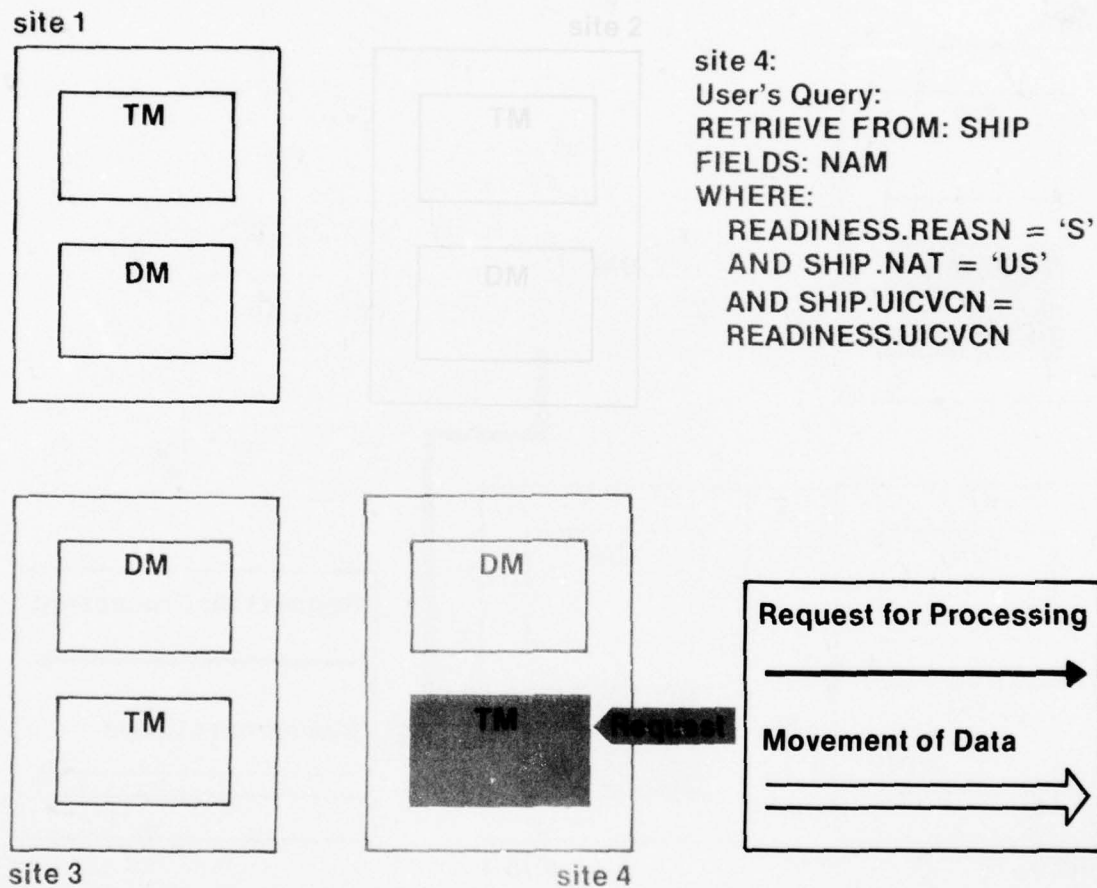 site 1
TM
DM
site 2
TM
DM
site 4:
User's Query:
RETRIEVE FROM: SHIP
FIELDS: NAM
WHERE:
READINESS.REASN = ‘S’
AND SHIP.NAT = ‘US’
AND SHIP.UICVCN =
READINESS.UICVCN
DM
TM
site 3
DM
TM
Request
site 4
Request for Processing
Movement of Data